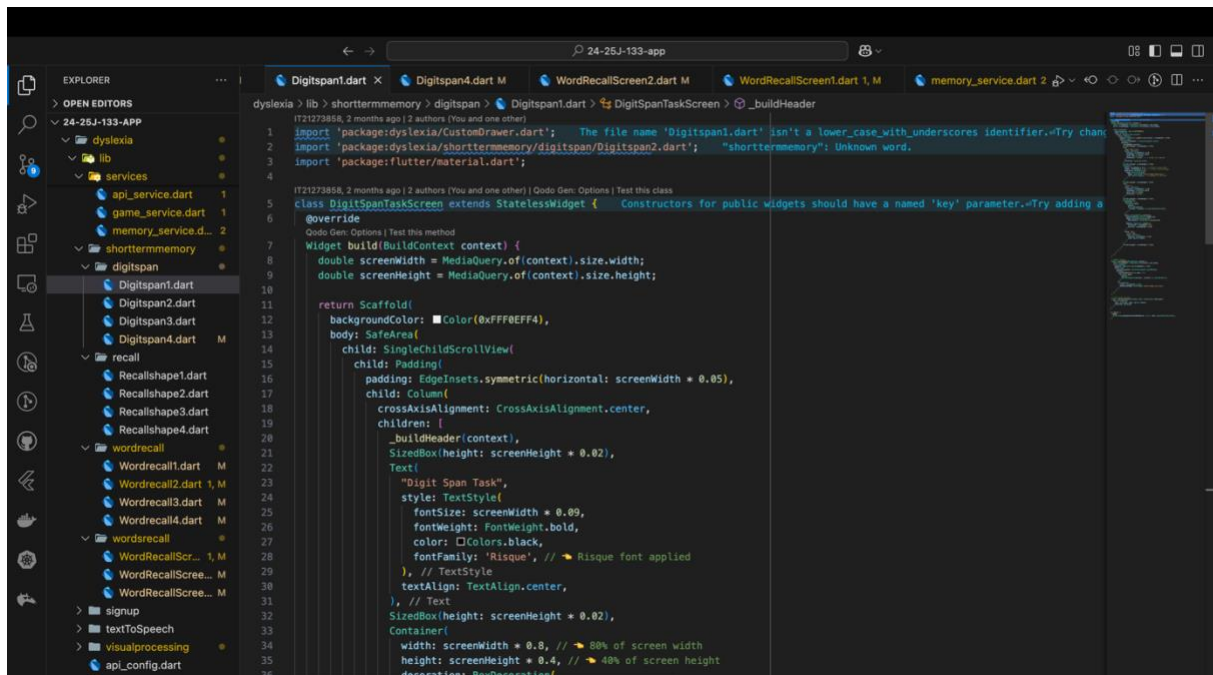 24-25J-133-app
EXPLORER
OPEN EDITORS
24-25J-133-APP
dyslexia
lib
services
api_service.dart 1
game_service.dart 1
memory_service.d... 2
shorttermmemory
digitspan
Digitspan1.dart
Digitspan2.dart
Digitspan3.dart
Digitspan4.dart M
recall
Recallshape1.dart
Recallshape2.dart
Recallshape3.dart
Recallshape4.dart
wordrecall
Wordrecall1.dart M
Wordrecall2.dart 1, M
Wordrecall3.dart M
Wordrecall4.dart M
wordsrecall
WordRecallScr... 1, M
WordRecallScree... M
WordRecallScree... M
signup
textToSpeech
visualprocessing
api_config.dart
Digitspan1.dart Digitspan4.dart M WordRecallScreen2.dart M WordRecallScreen1.dart 1, M memory_service.dart 2
dyslexia > lib > shorttermmemory > digitspan > Digitspan1.dart > DigitSpanTaskScreen > _buildHeader
IT21273858, 2 months ago | 2 authors (You and one other)
1 import 'package:dyslexia/CustomDrawer.dart'; The file name 'Digitspan1.dart' isn't a lower_case_with_underscores identifier.↵Try chang
2 import 'package:dyslexia/shorttermmemory/digitspan/Digitspan2.dart'; "shorttermmemory": Unknown word.
3 import 'package:flutter/material.dart';
4
IT21273858, 2 months ago | 2 authors (You and one other) | Qodo Gen: Options | Test this class
5 class DigitSpanTaskScreen extends StatelessWidget { Constructors for public widgets should have a named 'key' parameter.↵Try adding a
6 @override
Qodo Gen: Options | Test this method
7 Widget build(BuildContext context) {
8 double screenWidth = MediaQuery.of(context).size.width;
9 double screenHeight = MediaQuery.of(context).size.height;
10
11 return Scaffold(
12 backgroundColor: Color(0xFFF0EFF4),
13 body: SafeArea(
14 child: SingleChildScrollView(
15 child: Padding(
16 padding: EdgeInsets.symmetric(horizontal: screenWidth * 0.05),
17 child: Column(
18 crossAxisAlignment: CrossAxisAlignment.center,
19 children: [
20 _buildHeader(context),
21 SizedBox(height: screenHeight * 0.02),
22 Text(
23 "Digit Span Task",
24 style: TextStyle(
25 fontSize: screenWidth * 0.09,
26 fontWeight: FontWeight.bold,
27 color: Colors.black,
28 fontFamily: 'Risque', // 👈 Risque font applied
29 ), // TextStyle
30 textAlign: TextAlign.center,
31 ), // Text
32 SizedBox(height: screenHeight * 0.02),
33 Container(
34 width: screenWidth * 0.8, // 👈 80% of screen width
35 height: screenHeight * 0.4, // 👈 40% of screen height